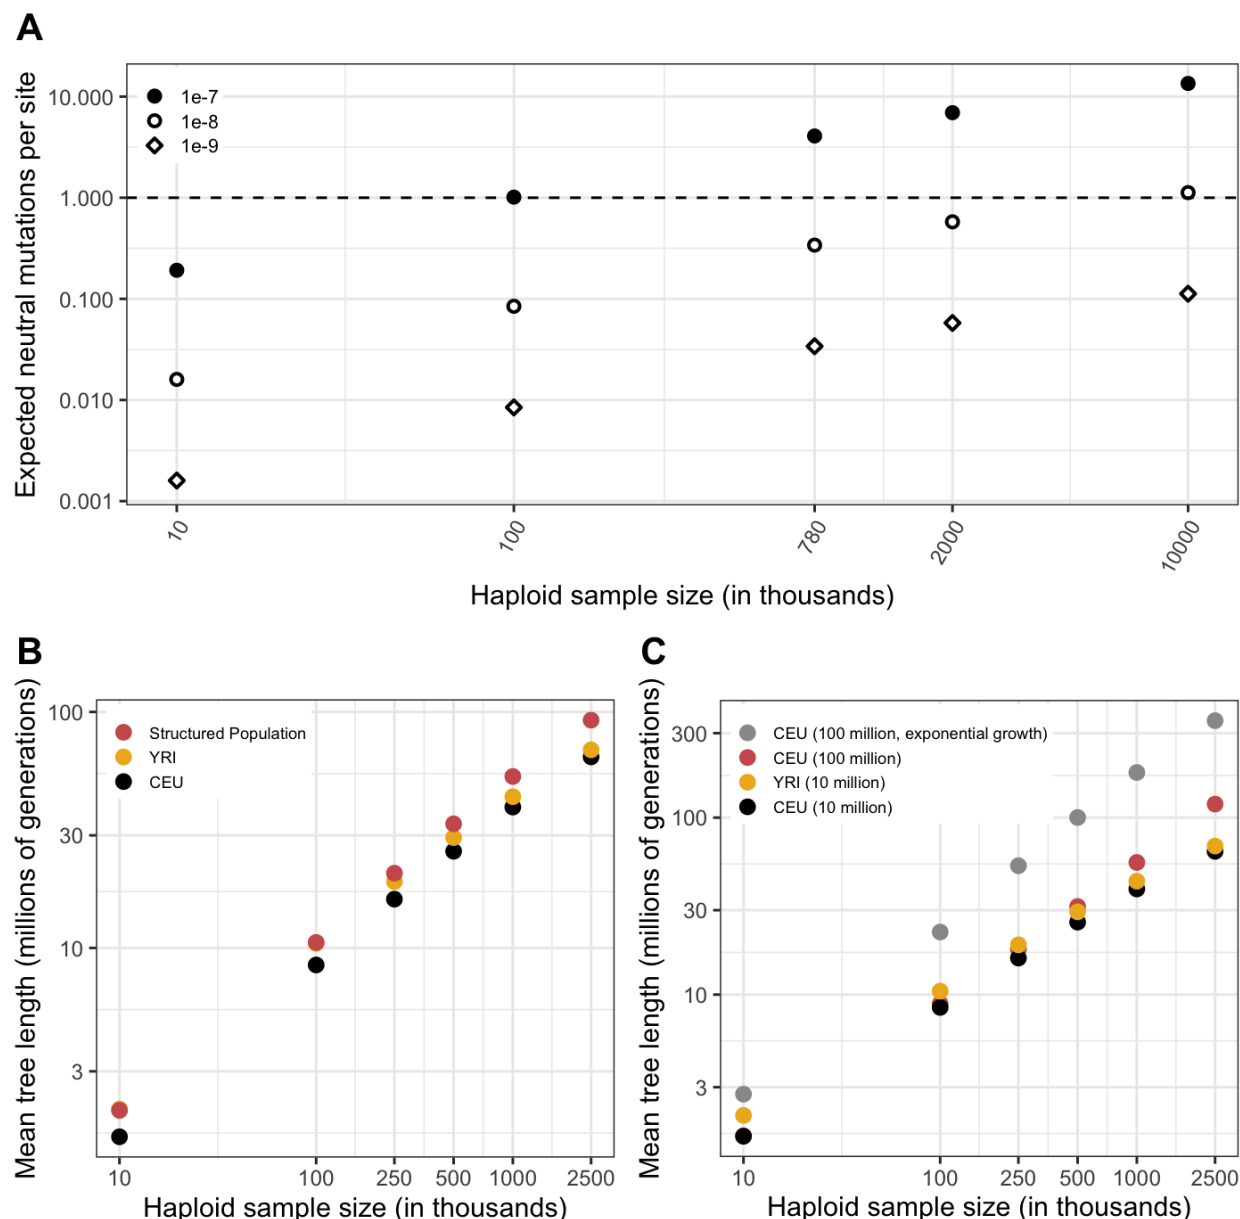 A
Expected neutral mutations per site
10.000
1.000
0.100
0.010
0.001
1e-7
1e-8
1e-9
10
100
780
2000
10000
Haploid sample size (in thousands)
B
Mean tree length (millions of generations)
100
30
10
3
Structured Population
YRI
CEU
10
100
250
500
1000
2500
Haploid sample size (in thousands)
C
Mean tree length (millions of generations)
300
100
30
10
3
CEU (100 million, exponential growth)
CEU (100 million)
YRI (10 million)
CEU (10 million)
10
100
250
500
1000
2500
Haploid sample size (in thousands)